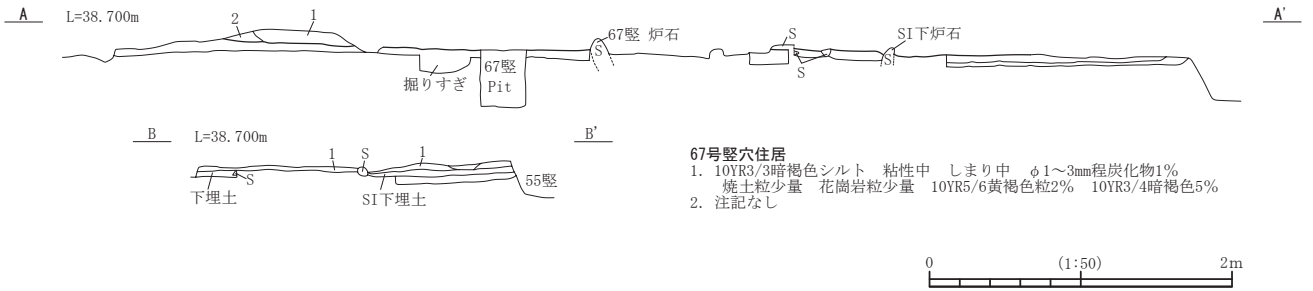 A L=38.700m A'
2 1
67竪 炉石
S
掘りすぎ
67竪
Pit
S
S
SI下炉石
S
B L=38.700m B'
1 S 1
S
下埋土
SI下埋土
55竪
67号竪穴住居
1. 10YR3/3暗褐色シルト 粘性中 しまり中 φ1～3mm程炭化物1%
焼土粒少量 花崗岩粒少量 10YR5/6黄褐色粒2% 10YR3/4暗褐色5%
2. 注記なし
0 (1:50) 2m